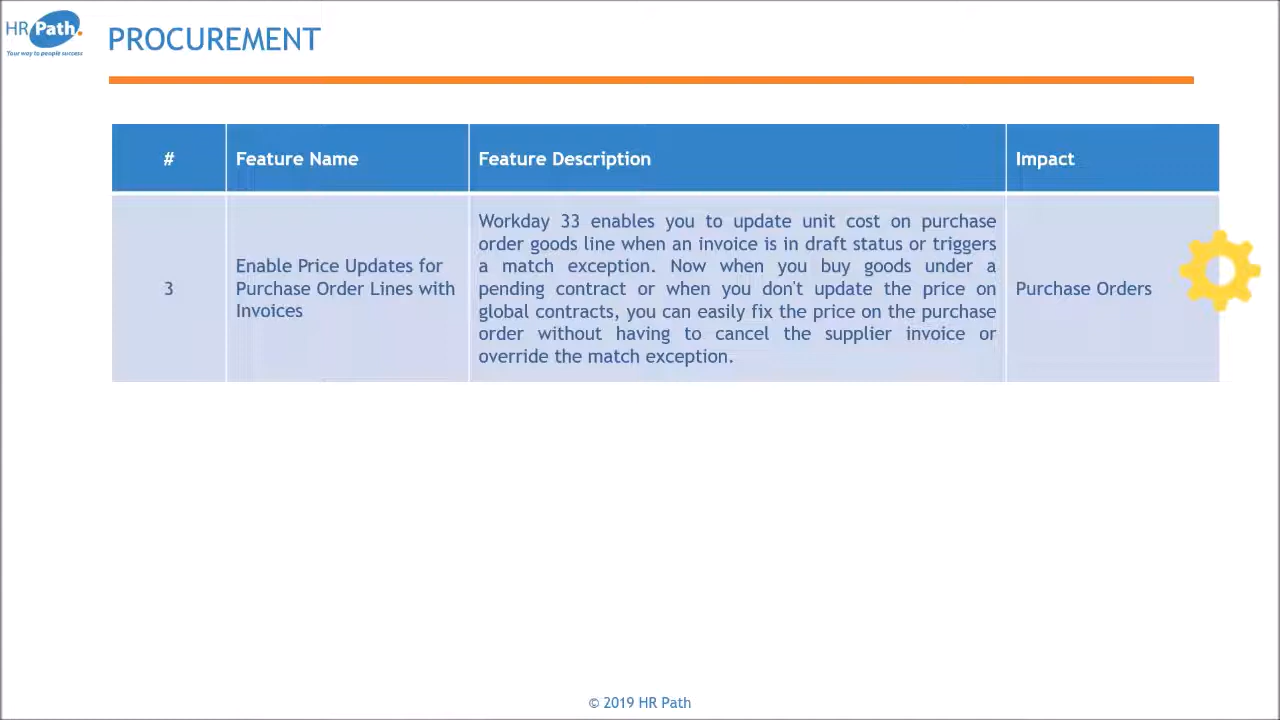 HR Path.
Your way to people success
PROCUREMENT
#
Feature Name
Feature Description
Impact
3
Enable Price Updates for
Purchase Order Lines with
Invoices
Workday 33 enables you to update unit cost on purchase
order goods line when an invoice is in draft status or triggers
a match exception. Now when you buy goods under a
pending contract or when you don't update the price on
global contracts, you can easily fix the price on the purchase
order without having to cancel the supplier invoice or
override the match exception.
Purchase Orders
© 2019 HR Path